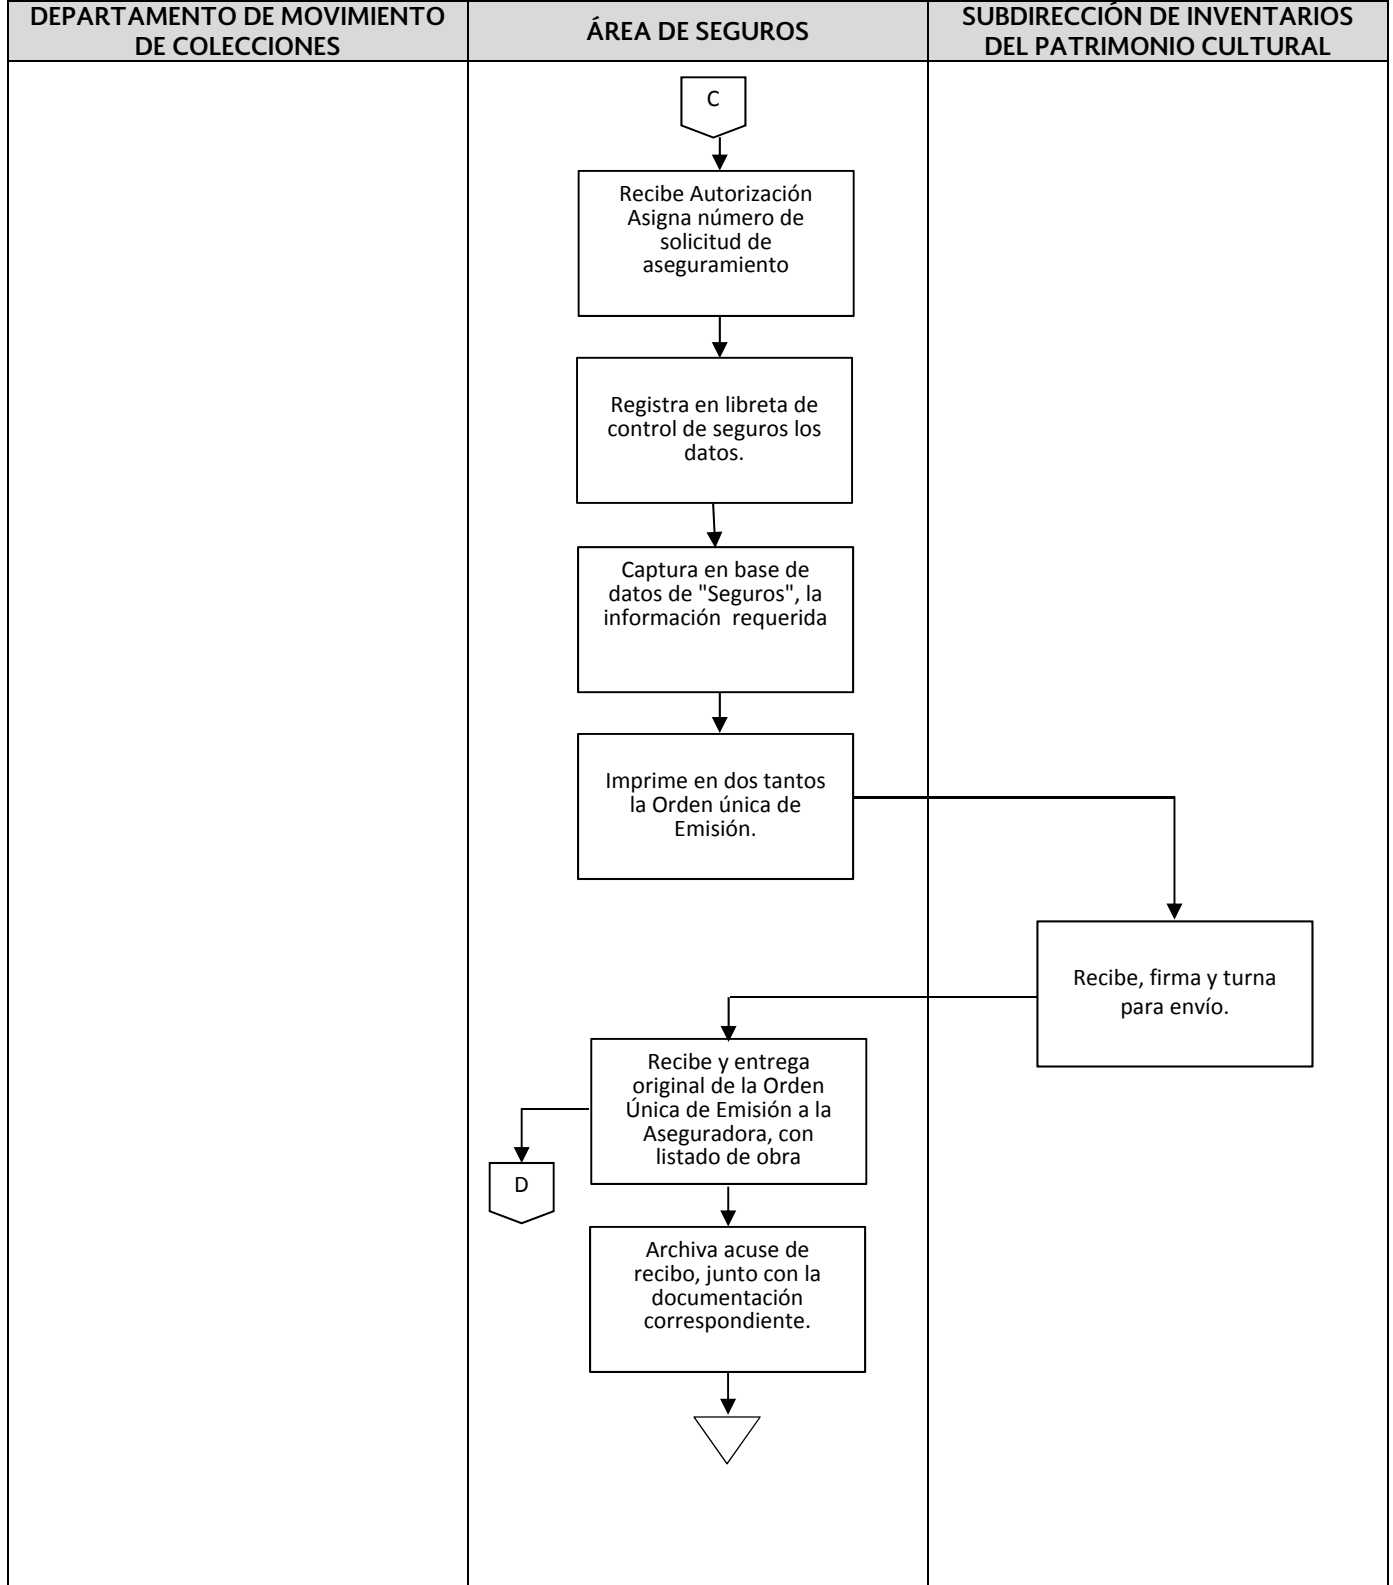 DEPARTAMENTO DE MOVIMIENTO
DE COLECCIONES
ÁREA DE SEGUROS
SUBDIRECCIÓN DE INVENTARIOS
DEL PATRIMONIO CULTURAL
C
Recibe Autorización
Asigna número de
solicitud de
aseguramiento
Registra en libreta de
control de seguros los
datos.
Captura en base de
datos de "Seguros", la
información requerida
Imprime en dos tantos
la Orden única de
Emisión.
Recibe, firma y turna
para envío.
Recibe y entrega
original de la Orden
Única de Emisión a la
Aseguradora, con
listado de obra
D
Archiva acuse de
recibo, junto con la
documentación
correspondiente.